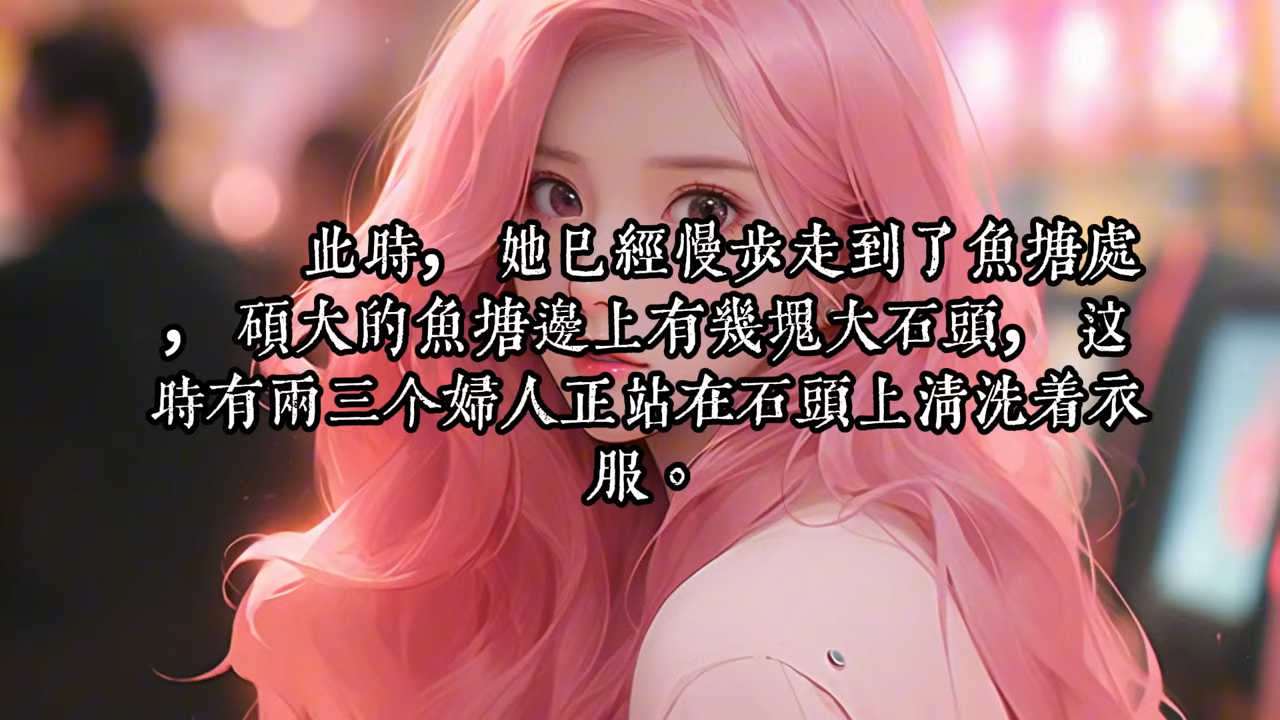 此時， 她已經慢步走到了魚塘處
， 碩大的魚塘邊上有幾塊大石頭， 这
時有兩三个婦人正站在石頭上清洗着衣
服。